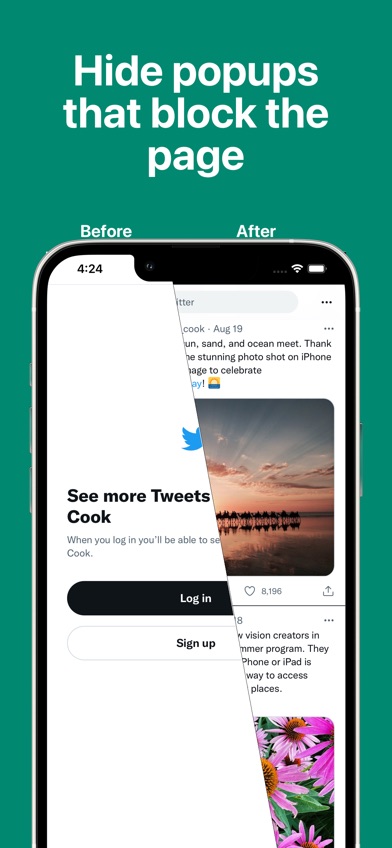 Hide popups
that block the
page
Before
After
4:24
itter
cook · Aug 19
un, sand, and ocean meet. Thank
ne stunning photo shot on iPhone
nage to celebrate
ay! 🌅
See more Tweets
Cook
When you log in you'll be able to se
Cook.
8,196
Log in
8
Sign up
w vision creators in
mmer program. They
Phone or iPad is
way to access
places.